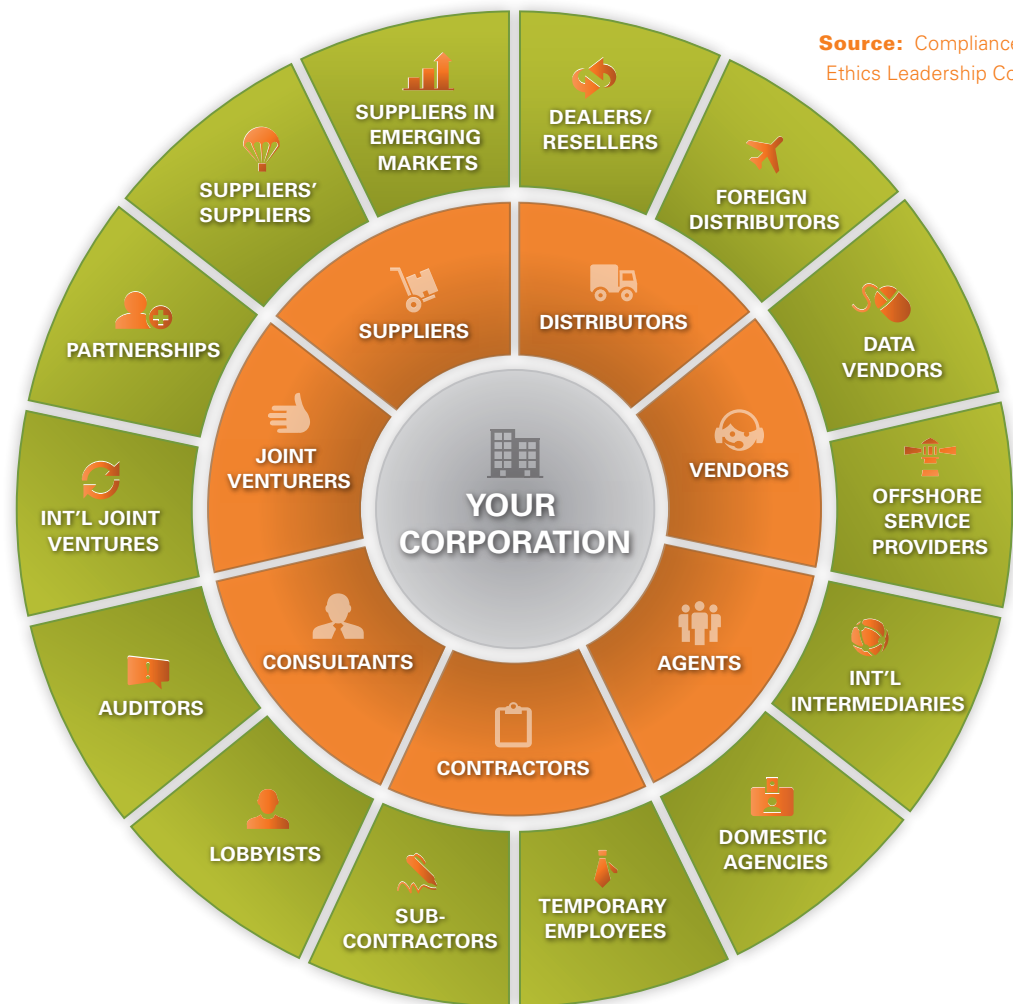 Source: Compliance
Ethics Leadership Co
SUPPLIERS IN
EMERGING
MARKETS
DEALERS/
RESELLERS
FOREIGN
DISTRIBUTORS
DATA
VENDORS
OFFSHORE
SERVICE
PROVIDERS
INT'L
INTERMEDIARIES
DOMESTIC
AGENCIES
TEMPORARY
EMPLOYEES
SUB-
CONTRACTORS
LOBBYISTS
AUDITORS
INT'L JOINT
VENTURES
PARTNERSHIPS
SUPPLIERS'
SUPPLIERS
SUPPLIERS
DISTRIBUTORS
VENDORS
AGENTS
CONTRACTORS
CONSULTANTS
JOINT
VENTURERS
YOUR
CORPORATION